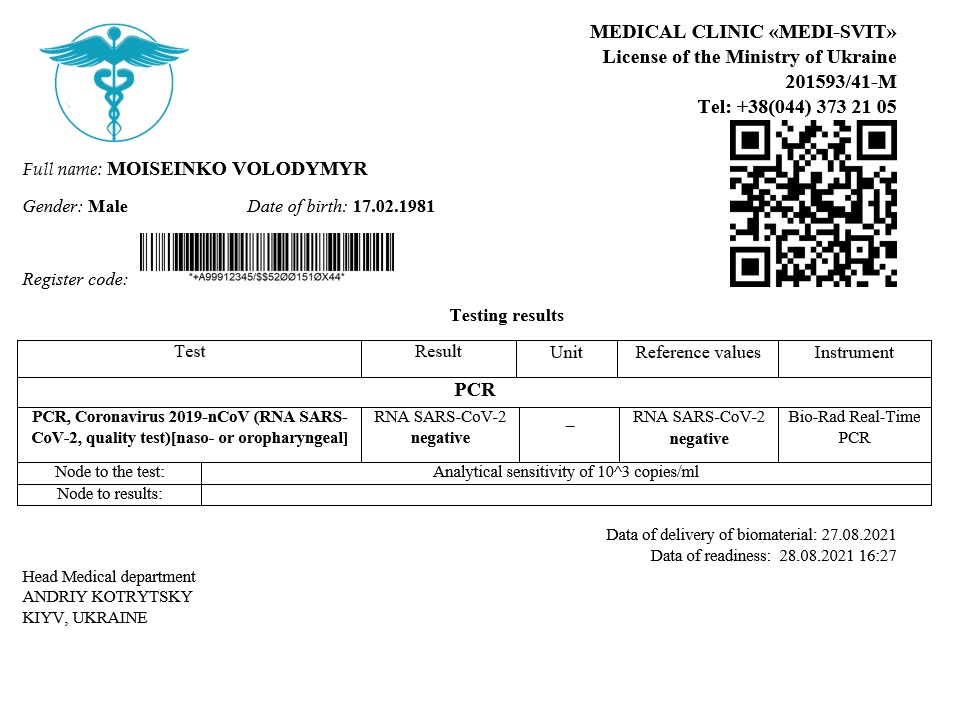 MEDICAL CLINIC «MEDI-SVIT»
License of the Ministry of Ukraine
201593/41-M
Tel: +38(044) 373 21 05
Full name: MOISEINKO VOLODYMYR
Gender: Male Date of birth: 17.02.1981
Register code: *+A99912345/$$52ØØ151ØX44*
Testing results
Test Result Unit Reference values Instrument
PCR
PCR, Coronavirus 2019-nCoV (RNA SARS- RNA SARS-CoV-2 – RNA SARS-CoV-2 Bio-Rad Real-Time
CoV-2, quality test)[naso- or oropharyngeal] negative negative PCR
Node to the test: Analytical sensitivity of 10^3 copies/ml
Node to results:
Data of delivery of biomaterial: 27.08.2021
Data of readiness: 28.08.2021 16:27
Head Medical department
ANDRIY KOTRYTSKY
KIYV, UKRAINE